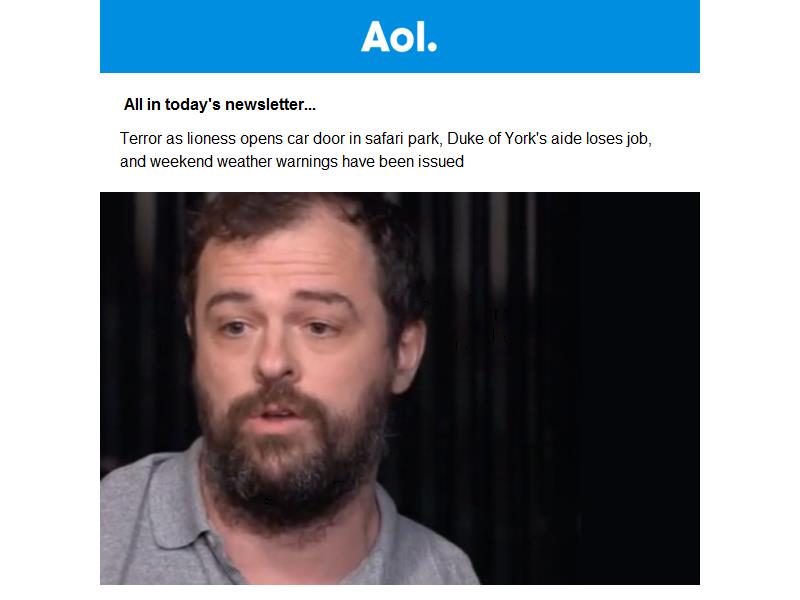 Aol.
All in today's newsletter...
Terror as lioness opens car door in safari park, Duke of York's aide loses job,
and weekend weather warnings have been issued